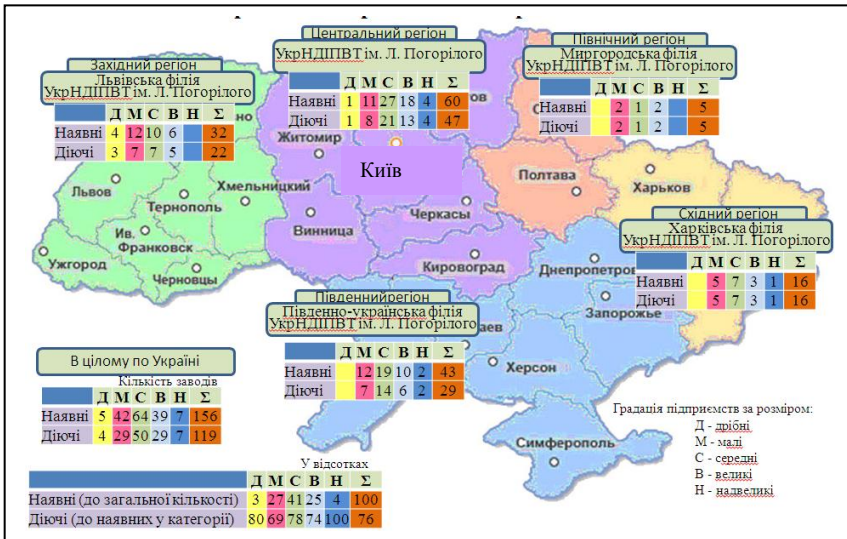 Західний регіон
Львівська філія
УкрНДІПВТ ім. Л. Погорілого
Д М С В Н Σ
Наявні 4 12 10 6 32
Діючі 3 7 7 5 22
Центральний регіон
УкрНДІПВТ ім. Л. Погорілого
Д М С В Н Σ
Наявні 1 11 27 18 4 60
Діючі 1 8 21 13 4 47
Північний регіон
Миргородська філія
УкрНДІПВТ ім. Л. Погорілого
Д М С В Н Σ
Наявні 2 1 2 5
Діючі 2 1 2 5
Житомир
Київ
Львов
Тернополь
Хмельницкий
Ив.
Франковск
Ужгород
Черновцы
Винница
Черкасы
Кировоград
Полтава
Харьков
Східний регіон
Харківська філія
УкрНДІПВТ ім. Л. Погорілого
Д М С В Н Σ
Наявні 5 7 3 1 16
Діючі 5 7 3 1 16
Днепропетров
Запорожье
Південний регіон
Південно-українська філія
УкрНДІПВТ ім. Л. Погорілого
Д М С В Н Σ
Наявні 12 19 10 2 43
Діючі 7 14 6 2 29
аев
Херсон
Симферополь
В цілому по Україні
Кількість заводів
Д М С В Н Σ
Наявні 5 42 64 39 7 156
Діючі 4 29 50 29 7 119
У відсотках
Д М С В Н Σ
Наявні (до загальної кількості) 3 27 41 25 4 100
Діючі (до наявних у категорії) 80 69 78 74 100 76
Градація підприємств за розміром:
Д - дрібні
М - малі
С - середні
В - великі
Н - надвеликі